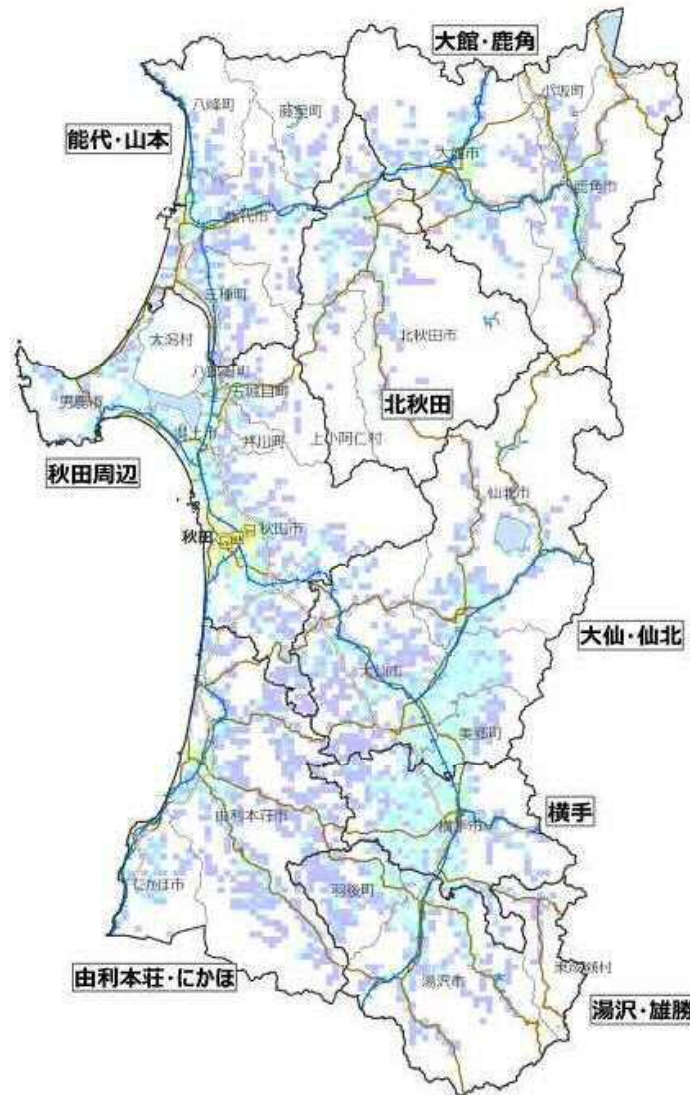 大館・鹿角
小坂町
八峰町
藤里町
能代・山本
大館市
鹿角市
能代市
三種町
大潟村
北秋田市
八郎潟町
五城目町
男鹿市
北秋田
潟上市
井川町
上小阿仁村
秋田周辺
仙北市
秋田
秋田市
大仙・仙北
大仙市
美郷町
横手
横手市
由利本荘市
にかほ市
羽後町
東成瀬村
由利本荘・にかほ
湯沢市
湯沢・雄勝